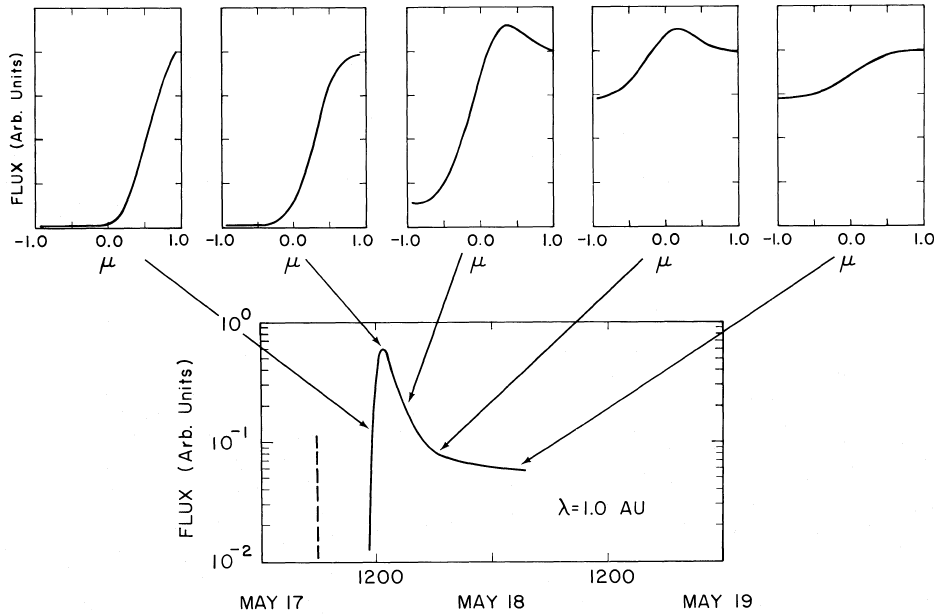 FLUX (Arb. Units)
-1.0 0.0 1.0 -1.0 0.0 1.0 -1.0 0.0 1.0 -1.0 0.0 1.0 -1.0 0.0 1.0
μ μ μ μ μ
10⁰
10⁻¹
10⁻²
FLUX (Arb. Units)
λ=1.0 AU
1200 1200
MAY 17 MAY 18 MAY 19